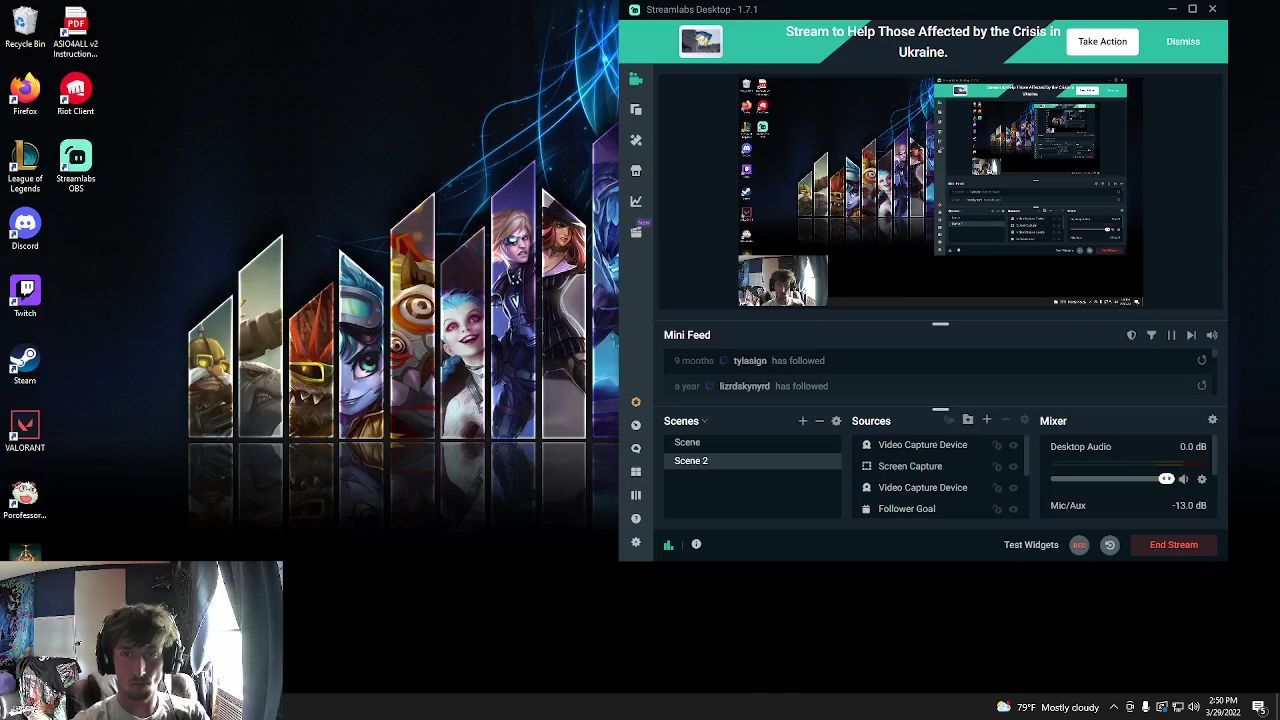 Recycle Bin
PDF
ASIO4ALL v2
Instruction...
Firefox
Riot Client
League of
Legends
Streamlabs
OBS
Discord
Twitch
Steam
VALORANT
Porofessor...
Streamlabs Desktop - 1.7.1
Stream to Help Those Affected by the Crisis in
Ukraine.
Take Action
Dismiss
New
Mini Feed
9 months tylasign has followed
a year lizrdskynyrd has followed
Scenes
Scene
Scene 2
Sources
Video Capture Device
Screen Capture
Video Capture Device
Follower Goal
Mixer
Desktop Audio 0.0 dB
Mic/Aux -13.0 dB
Test Widgets
REC
End Stream
79°F Mostly cloudy
2:50 PM
3/29/2022